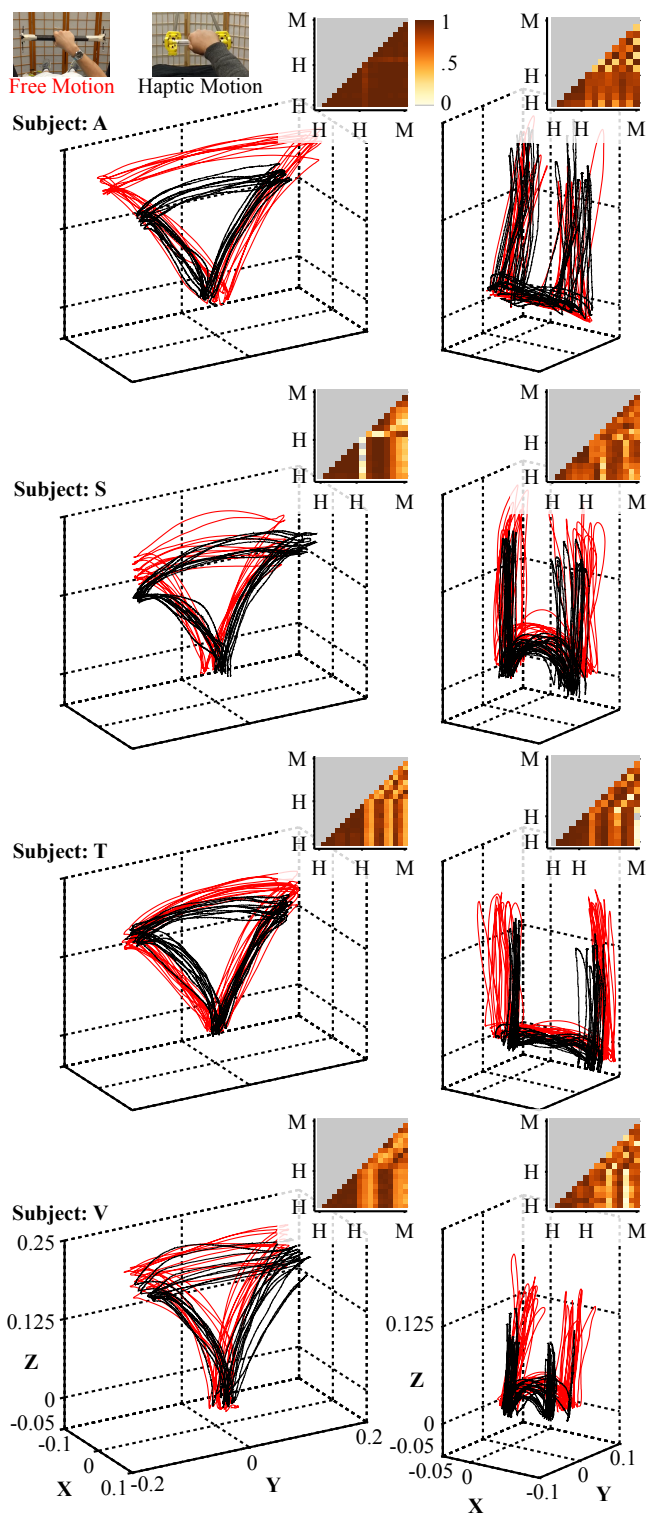 Free Motion Haptic Motion
M 1
H .5
H 0
H H M
H H M
Subject: A
M
H
H
H H M
H H M
Subject: S
M M
H H
H H
H H M
H H M
Subject: T
M M
H H
H H
H H M
H H M
Subject: V
M M
H H
H H
H H M
H H M
0.25
0.125
Z
0
-0.05
-0.1
X 0
0.1
-0.2
0
Y
0.2
0.125
Z
0
-0.05
-0.05
X 0
-0.1
Y
0.1